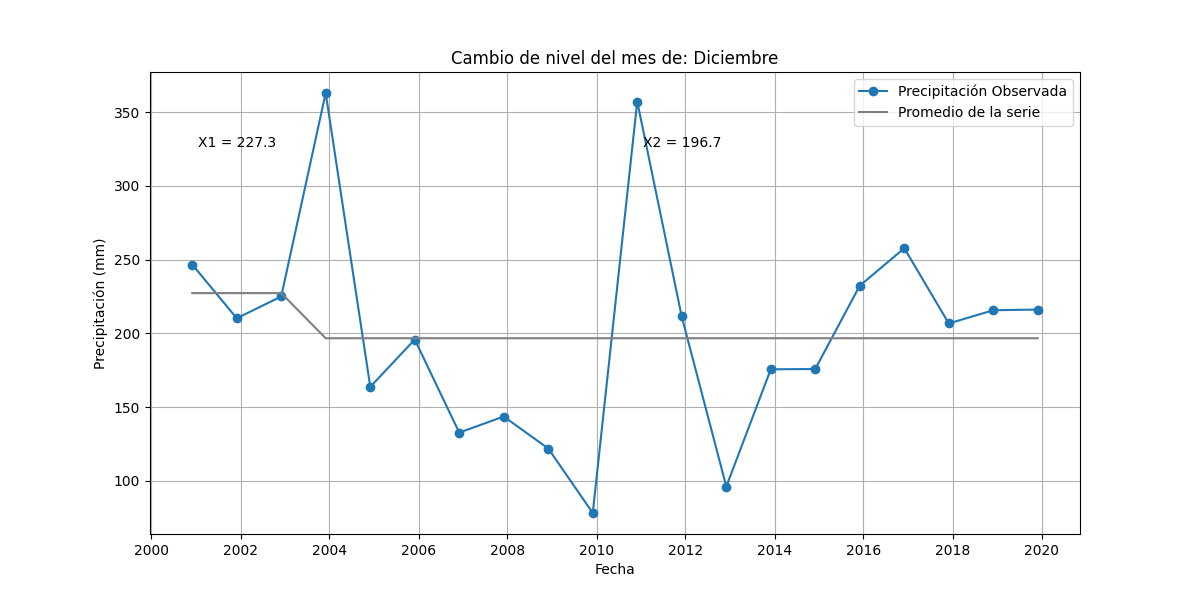 Cambio de nivel del mes de: Diciembre
Precipitación Observada
Promedio de la serie
X1 = 227.3
X2 = 196.7
Precipitación (mm)
350
300
250
200
150
100
2000 2002 2004 2006 2008 2010 2012 2014 2016 2018 2020
Fecha